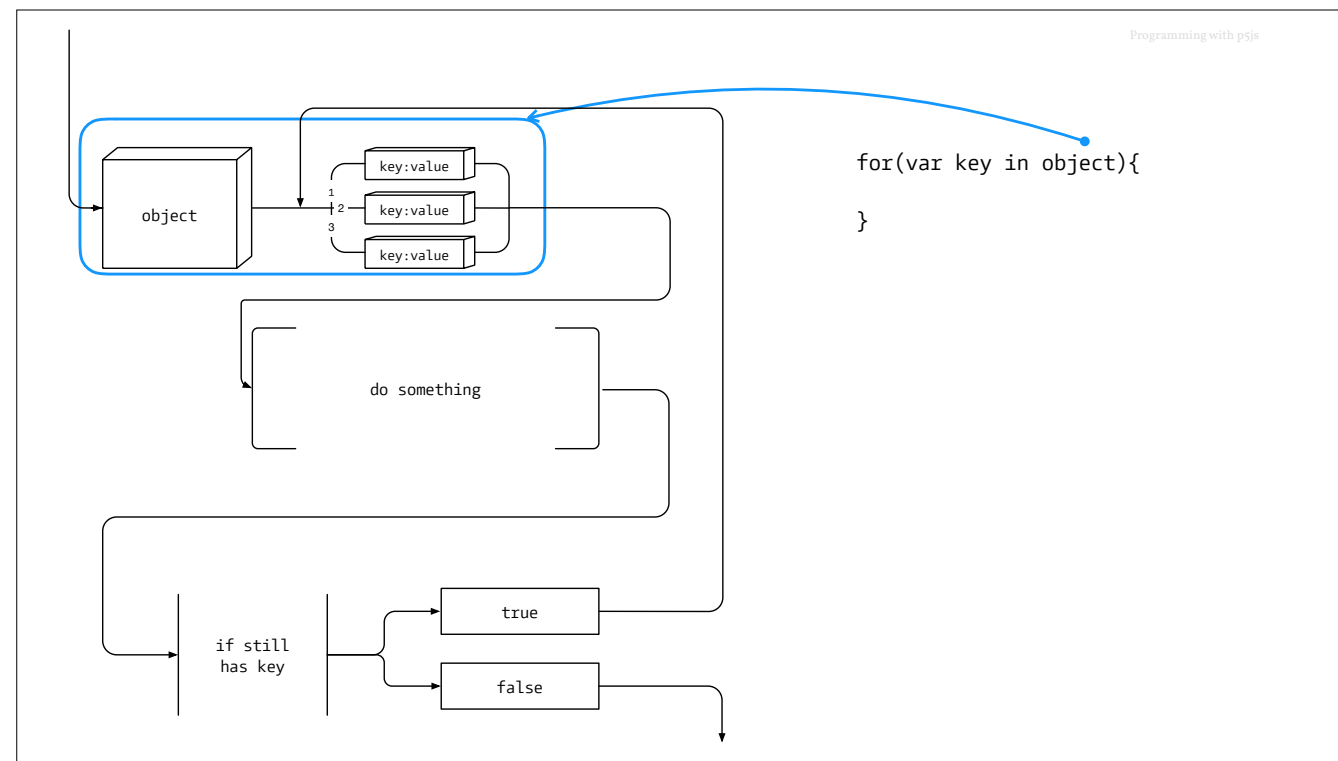 Programming with p5js
for(var key in object){
}
object
key:value
1
2
key:value
3
key:value
do something
if still
has key
true
false